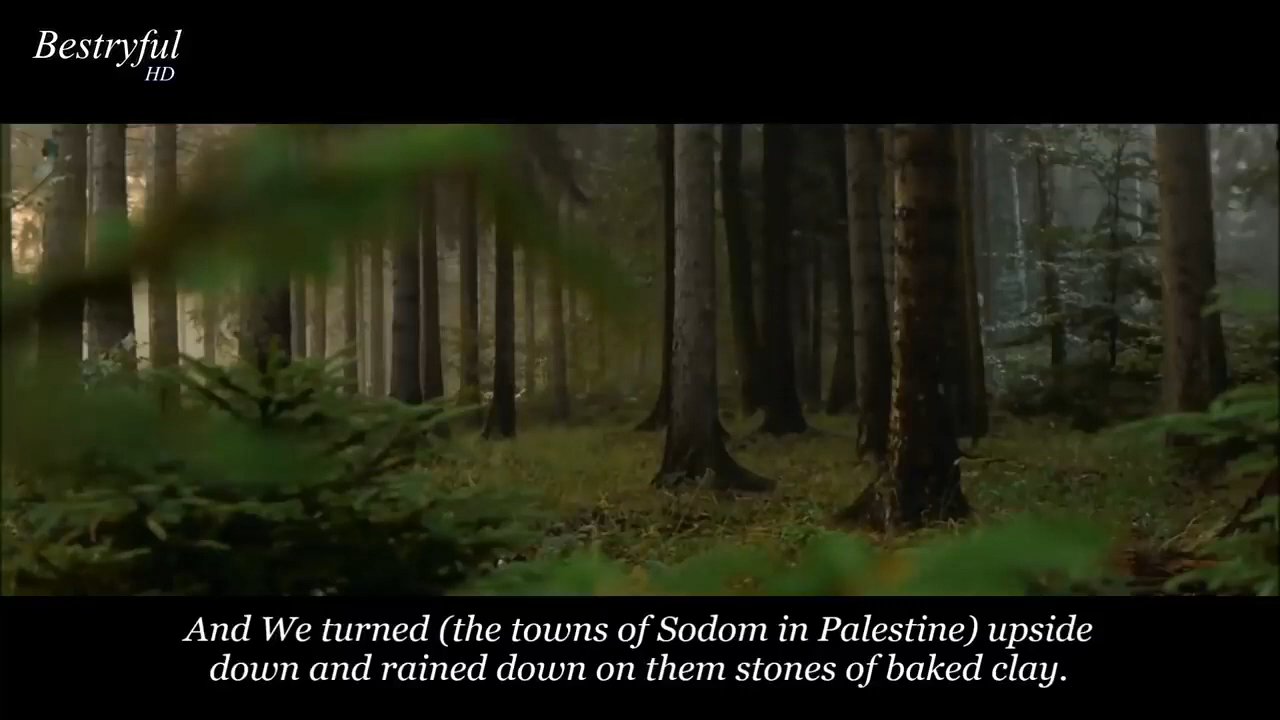 Bestryful
HD
And We turned (the towns of Sodom in Palestine) upside
down and rained down on them stones of baked clay.